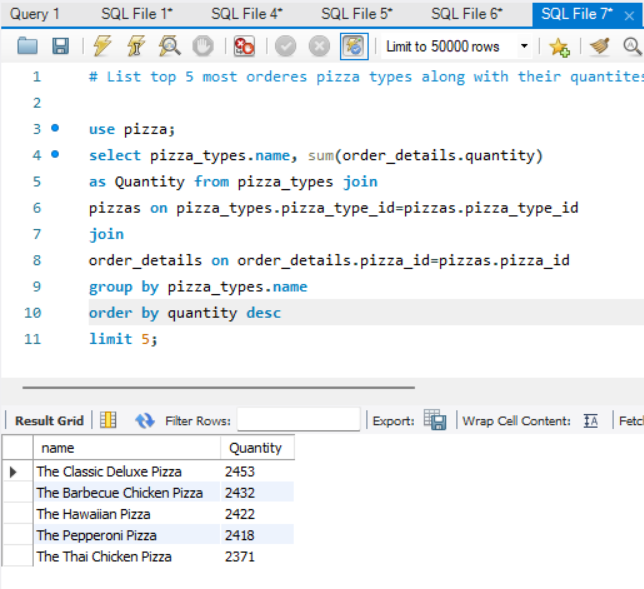 Query 1 SQL File 1* SQL File 4* SQL File 5* SQL File 6* SQL File 7*
Limit to 50000 rows
1 # List top 5 most orderes pizza types along with their quantites
2
3 use pizza;
4 select pizza_types.name, sum(order_details.quantity)
5 as Quantity from pizza_types join
6 pizzas on pizza_types.pizza_type_id=pizzas.pizza_type_id
7 join
8 order_details on order_details.pizza_id=pizzas.pizza_id
9 group by pizza_types.name
10 order by quantity desc
11 limit 5;
Result Grid Filter Rows: Export: Wrap Cell Content: IA Fetc
name Quantity
The Classic Deluxe Pizza 2453
The Barbecue Chicken Pizza 2432
The Hawaiian Pizza 2422
The Pepperoni Pizza 2418
The Thai Chicken Pizza 2371